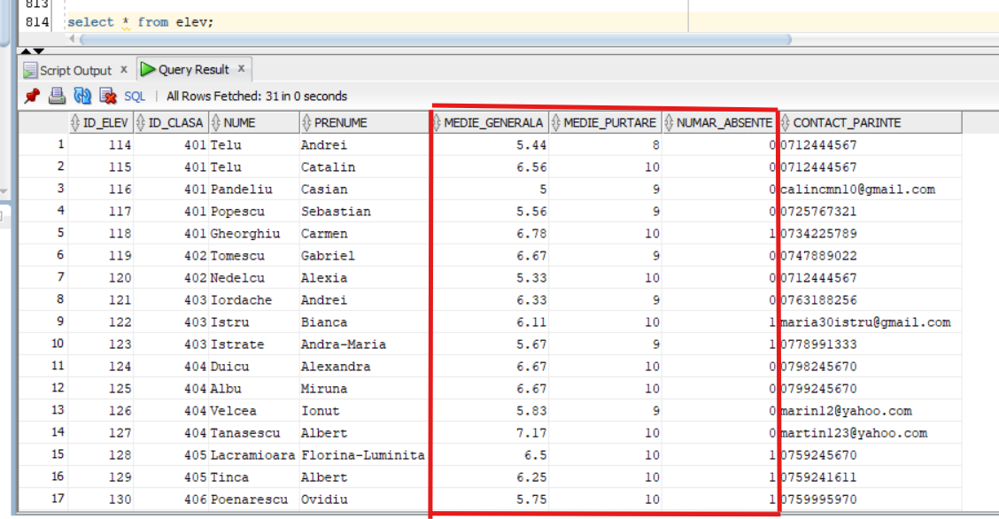 813
814 select * from elev;
Script Output x Query Result x
SQL | All Rows Fetched: 31 in 0 seconds
ID_ELEV ID_CLASA NUME PRENUME MEDIE_GENERALA MEDIE_PURTARE NUMAR_ABSENTE CONTACT_PARINTE
1 114 401 Telu Andrei 5.44 8 0 0712444567
2 115 401 Telu Catalin 6.56 10 0 0712444567
3 116 401 Pandeliu Casian 5 9 0 calincmn10@gmail.com
4 117 401 Popescu Sebastian 5.56 9 0 0725767321
5 118 401 Gheorghiu Carmen 6.78 10 1 0734225789
6 119 402 Tomescu Gabriel 6.67 9 0 0747889022
7 120 402 Nedelcu Alexia 5.33 10 0 0712444567
8 121 403 Iordache Andrei 6.33 9 0 0763188256
9 122 403 Istru Bianca 6.11 10 1 maria30istru@gmail.com
10 123 403 Istrate Andra-Maria 5.67 9 1 0778991333
11 124 404 Duicu Alexandra 6.67 10 0 0798245670
12 125 404 Albu Miruna 6.67 10 0 0799245670
13 126 404 Velcea Ionut 5.83 9 0 marin12@yahoo.com
14 127 404 Tanasescu Albert 7.17 10 0 martin123@yahoo.com
15 128 405 Lacramioara Florina-Luminita 6.5 10 1 0759245670
16 129 405 Tinca Albert 6.25 10 1 0759241611
17 130 406 Poenarescu Ovidiu 5.75 10 1 0759995970